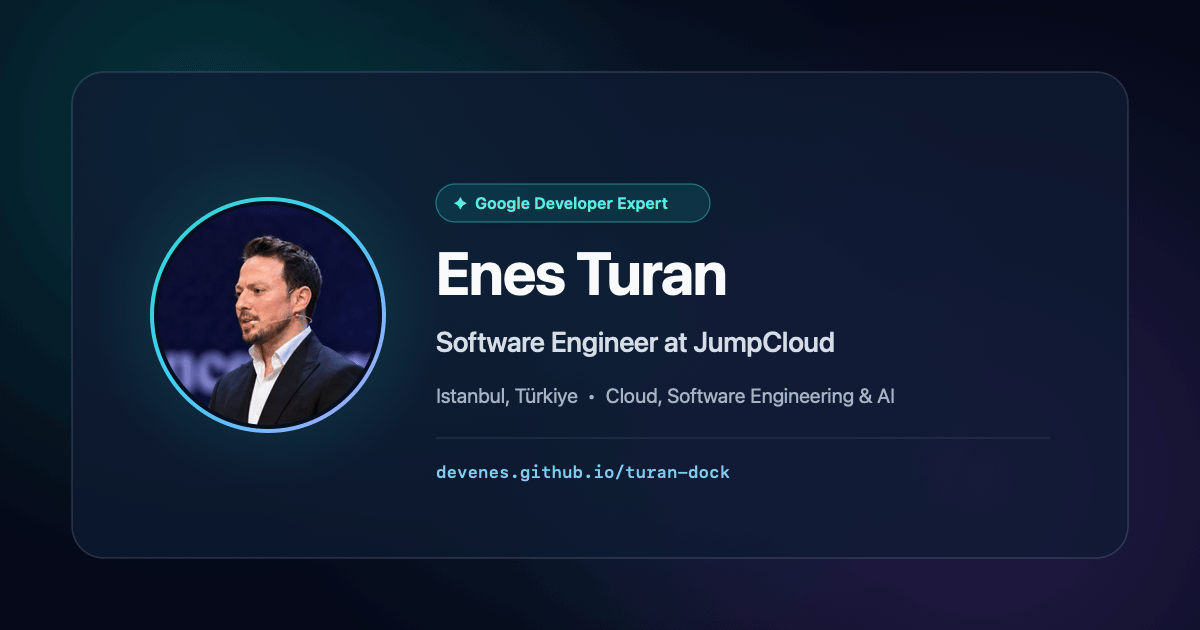 ✦ Google Developer Expert
Enes Turan
Software Engineer at JumpCloud
Istanbul, Türkiye • Cloud, Software Engineering & AI
devenes.github.io/turan-dock